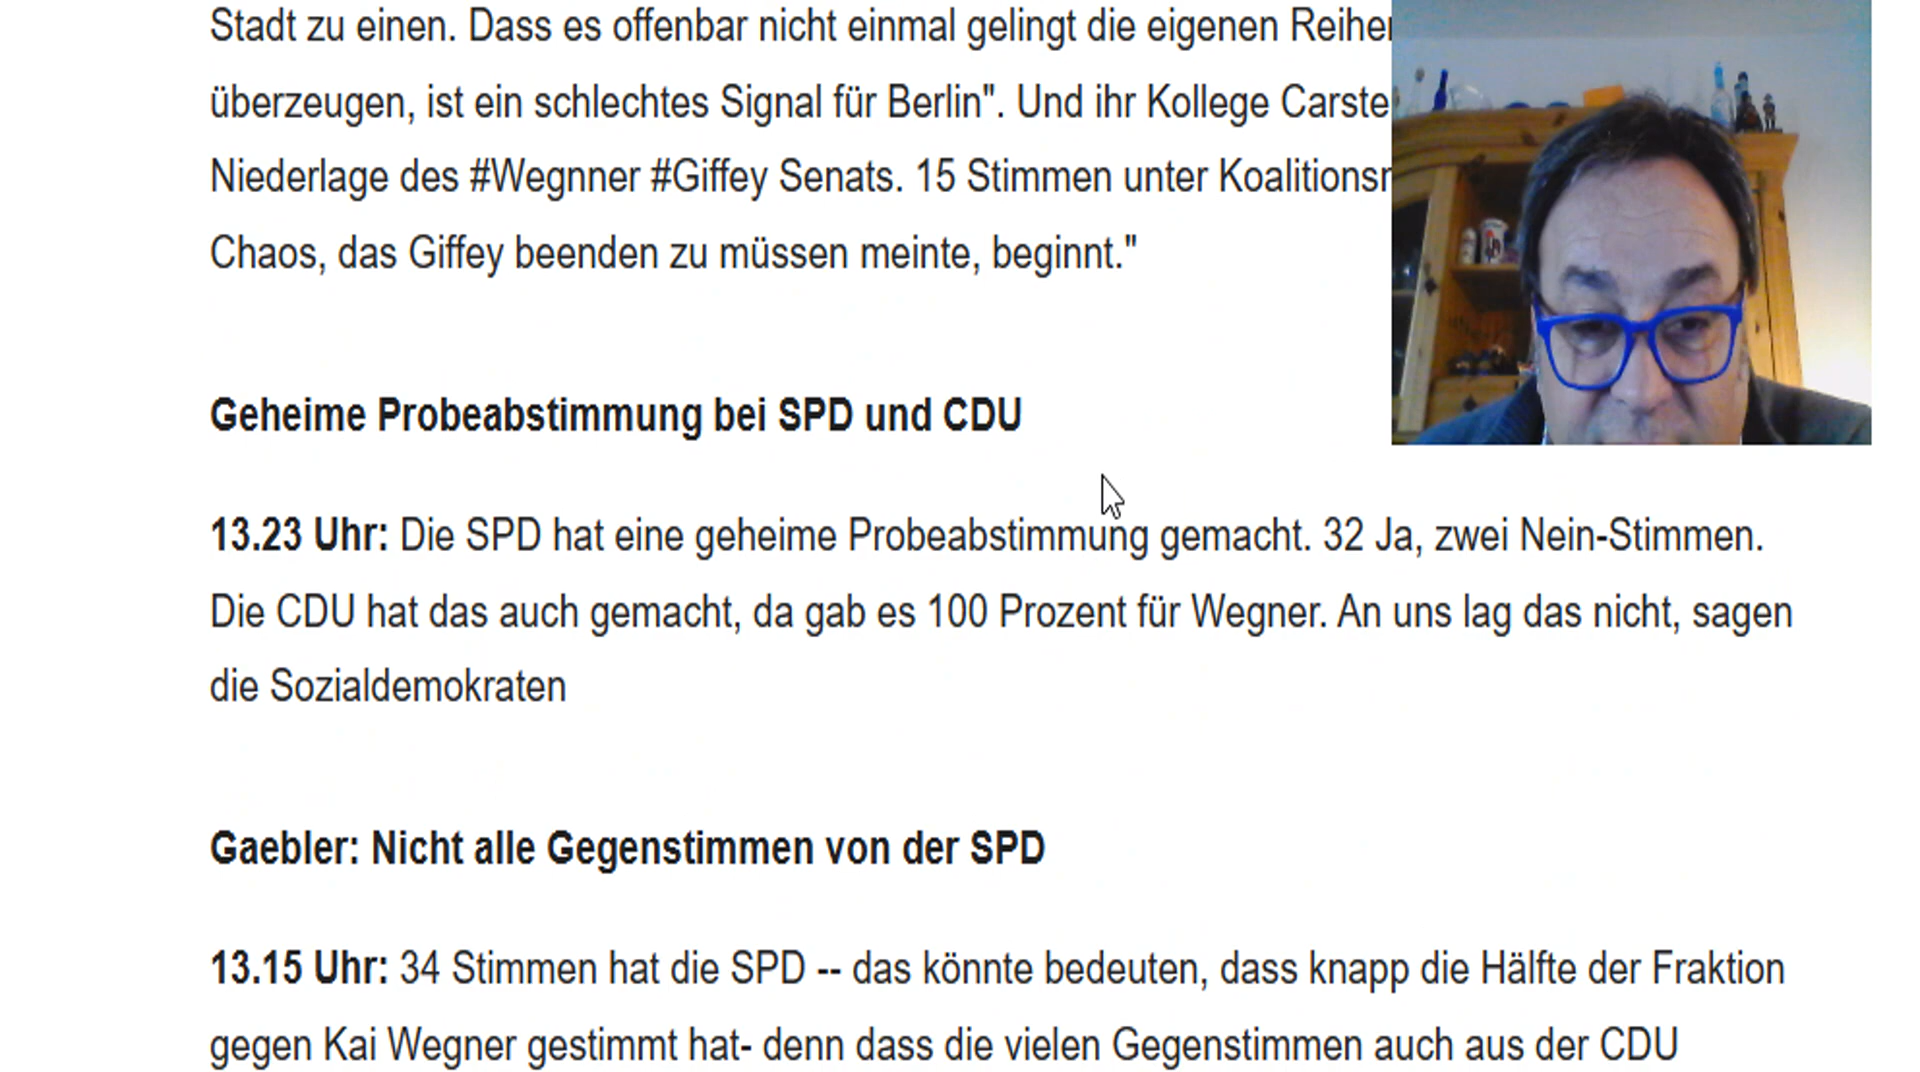 Stadt zu einen. Dass es offenbar nicht einmal gelingt die eigenen
überzeugen, ist ein schlechtes Signal für Berlin". Und ihr Kollege
Niederlage des #Wegnner #Giffey Senats. 15 Stimmen unter
Chaos, das Giffey beenden zu müssen meinte, beginnt."
Geheime Probeabstimmung bei SPD und CDU
13.23 Uhr: Die SPD hat eine geheime Probeabstimmung gemacht. 32 Ja, zwei Nein-Stimmen.
Die CDU hat das auch gemacht, da gab es 100 Prozent für Wegner. An uns lag das nicht, sagen
die Sozialdemokraten
Gaebler: Nicht alle Gegenstimmen von der SPD
13.15 Uhr: 34 Stimmen hat die SPD -- das könnte bedeuten, dass knapp die Hälfte der Fraktion
gegen Kai Wegner gestimmt hat- denn dass die vielen Gegenstimmen auch aus der CDU